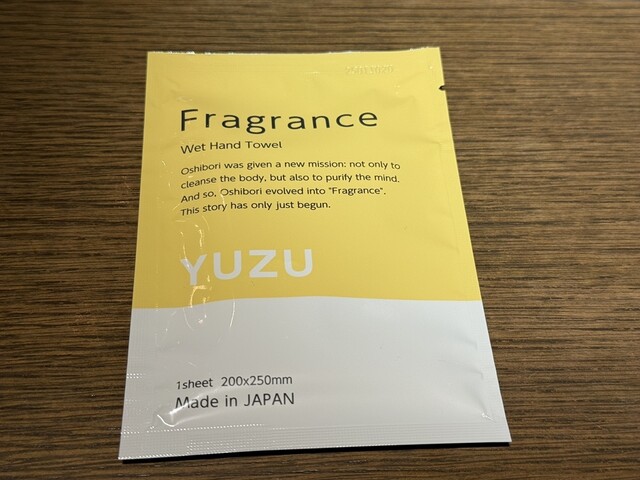 Fragrance
Wet Hand Towel
Oshibori was given a new mission: not only to
cleanse the body, but also to purify the mind.
And so, Oshibori evolved into "Fragrance".
This story has only just begun.
YUZU
1sheet 200x250mm
Made in JAPAN